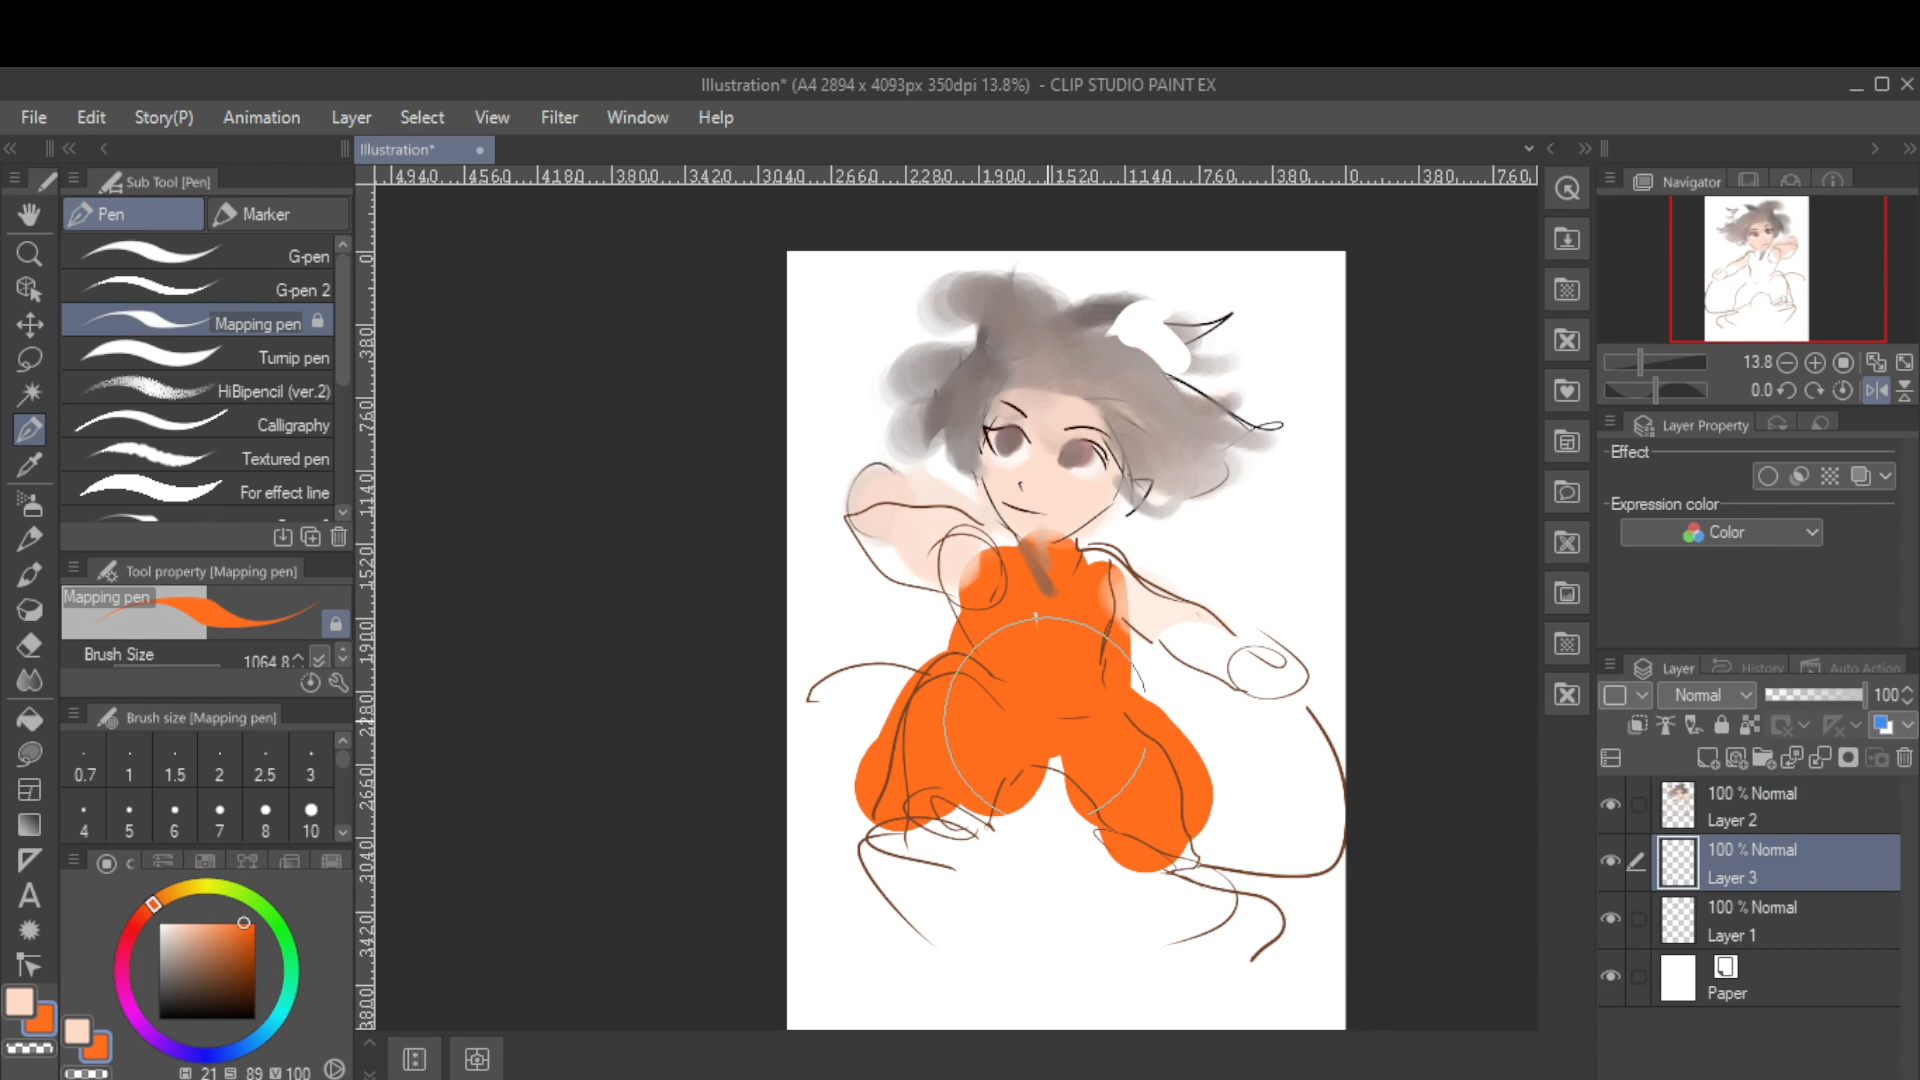 Illustration* (A4 2894 x 4093px 350dpi 13.8%)  - CLIP STUDIO PAINT EX
File Edit Story(P) Animation Layer Select View Filter Window Help
Illustration*
Sub Tool [Pen]
Pen Marker
G-pen
G-pen 2
Mapping pen
Turnip pen
HiBipencil (ver.2)
Calligraphy
Textured pen
For effect line
Tool property [Mapping pen]
Mapping pen
Brush Size 1064.8
Brush size [Mapping pen]
0.7 1 1.5 2 2.5 3
4 5 6 7 8 10
H 21 S 89 V 100
4940 4560 4180 3800 3420 3040 2660 2280 1900 1520 1140 760 380 0 380 760
0
380
760
1140
1520
1900
2280
2660
3040
3420
3800
Navigator
13.8
0.0
Layer Property
Effect
Expression color
Color
Layer History Auto Action
Normal 100
100 % Normal
Layer 2
100 % Normal
Layer 3
100 % Normal
Layer 1
Paper